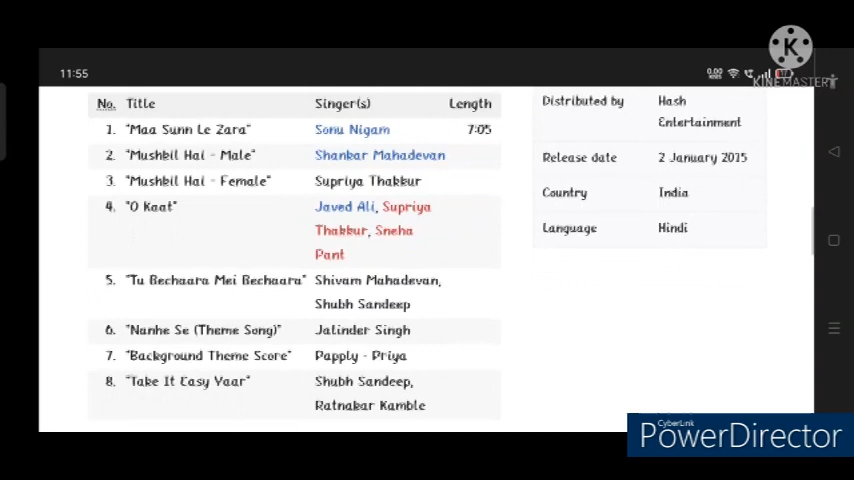 11:55
0.00
KINEMASTER
No. Title Singer(s) Length
1. "Maa Sunn Le Zara" Sonu Nigam 7:05
2. "Mushkil Hai - Male" Shankar Mahadevan
3. "Mushkil Hai - Female" Supriya Thakkur
4. "O Kaat" Javed Ali, Supriya
Thakkur, Sneha
Pant
5. "Tu Bechaara Mei Bechaara" Shivam Mahadevan,
Shubh Sandeep
6. "Nanhe Se (Theme Song)" Jatinder Singh
7. "Background Theme Score" Papply - Priya
8. "Take It Easy Yaar" Shubh Sandeep,
Ratnakar Kamble
Distributed by Hash
Entertainment
Release date 2 January 2015
Country India
Language Hindi
CyberLink
PowerDirector